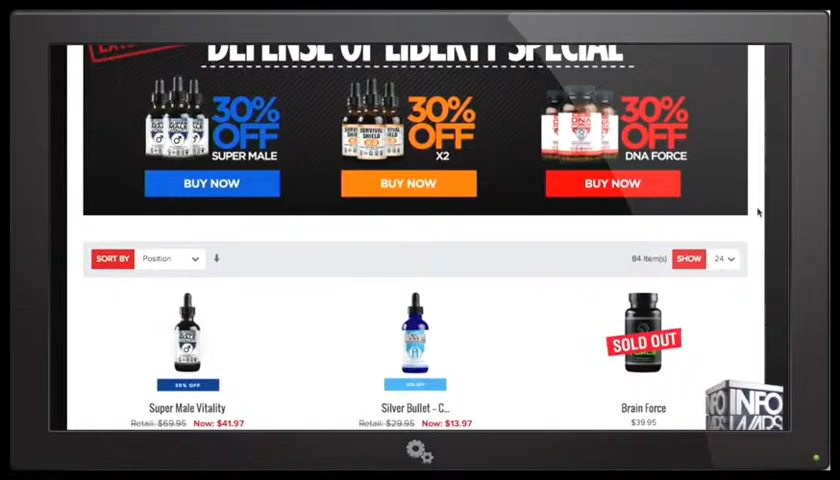 DEFENSE OF LIBERTY SPECIAL
30% OFF
SUPER MALE
BUY NOW
30% OFF
X2
BUY NOW
30% OFF
DNA FORCE
BUY NOW
SORT BY Position
84 Item(s) SHOW 24
30% OFF
Super Male Vitality
Retail: $69.95 Now: $41.97
Silver Bullet - C...
Retail: $29.95 Now: $13.97
SOLD OUT
Brain Force
$39.95
INFO
WARS